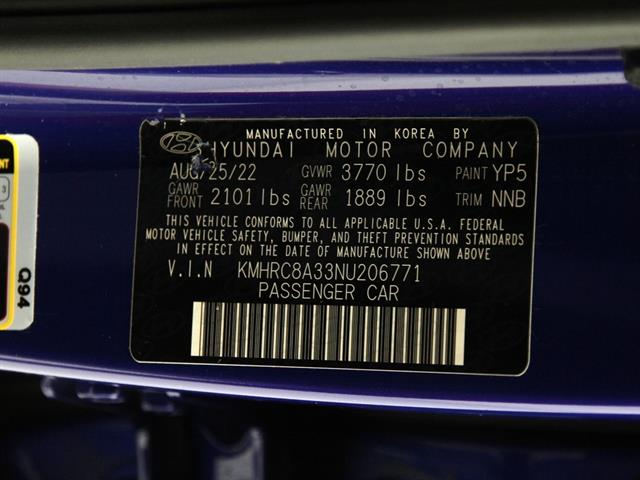 MANUFACTURED IN KOREA BY
HYUNDAI MOTOR COMPANY
AUG/25/22 GVWR 3770 lbs PAINT YP5
GAWR FRONT 2101 lbs GAWR REAR 1889 lbs TRIM NNB
THIS VEHICLE CONFORMS TO ALL APPLICABLE U.S.A. FEDERAL
MOTOR VEHICLE SAFETY, BUMPER, AND THEFT PREVENTION STANDARDS
IN EFFECT ON THE DATE OF MANUFACTURE SHOWN ABOVE
V.I.N KMHRC8A33NU206771
PASSENGER CAR
Q94